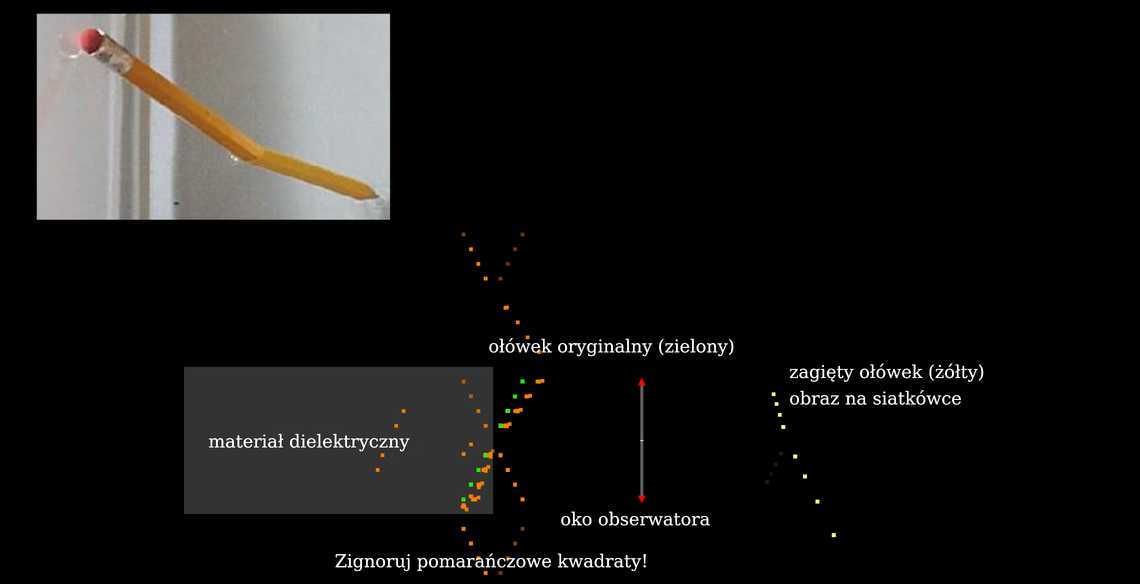 ołówek oryginalny (zielony)
zagięty ołówek (żółty)
obraz na siatkówce
materiał dielektryczny
oko obserwatora
Zignoruj pomarańczowe kwadraty!